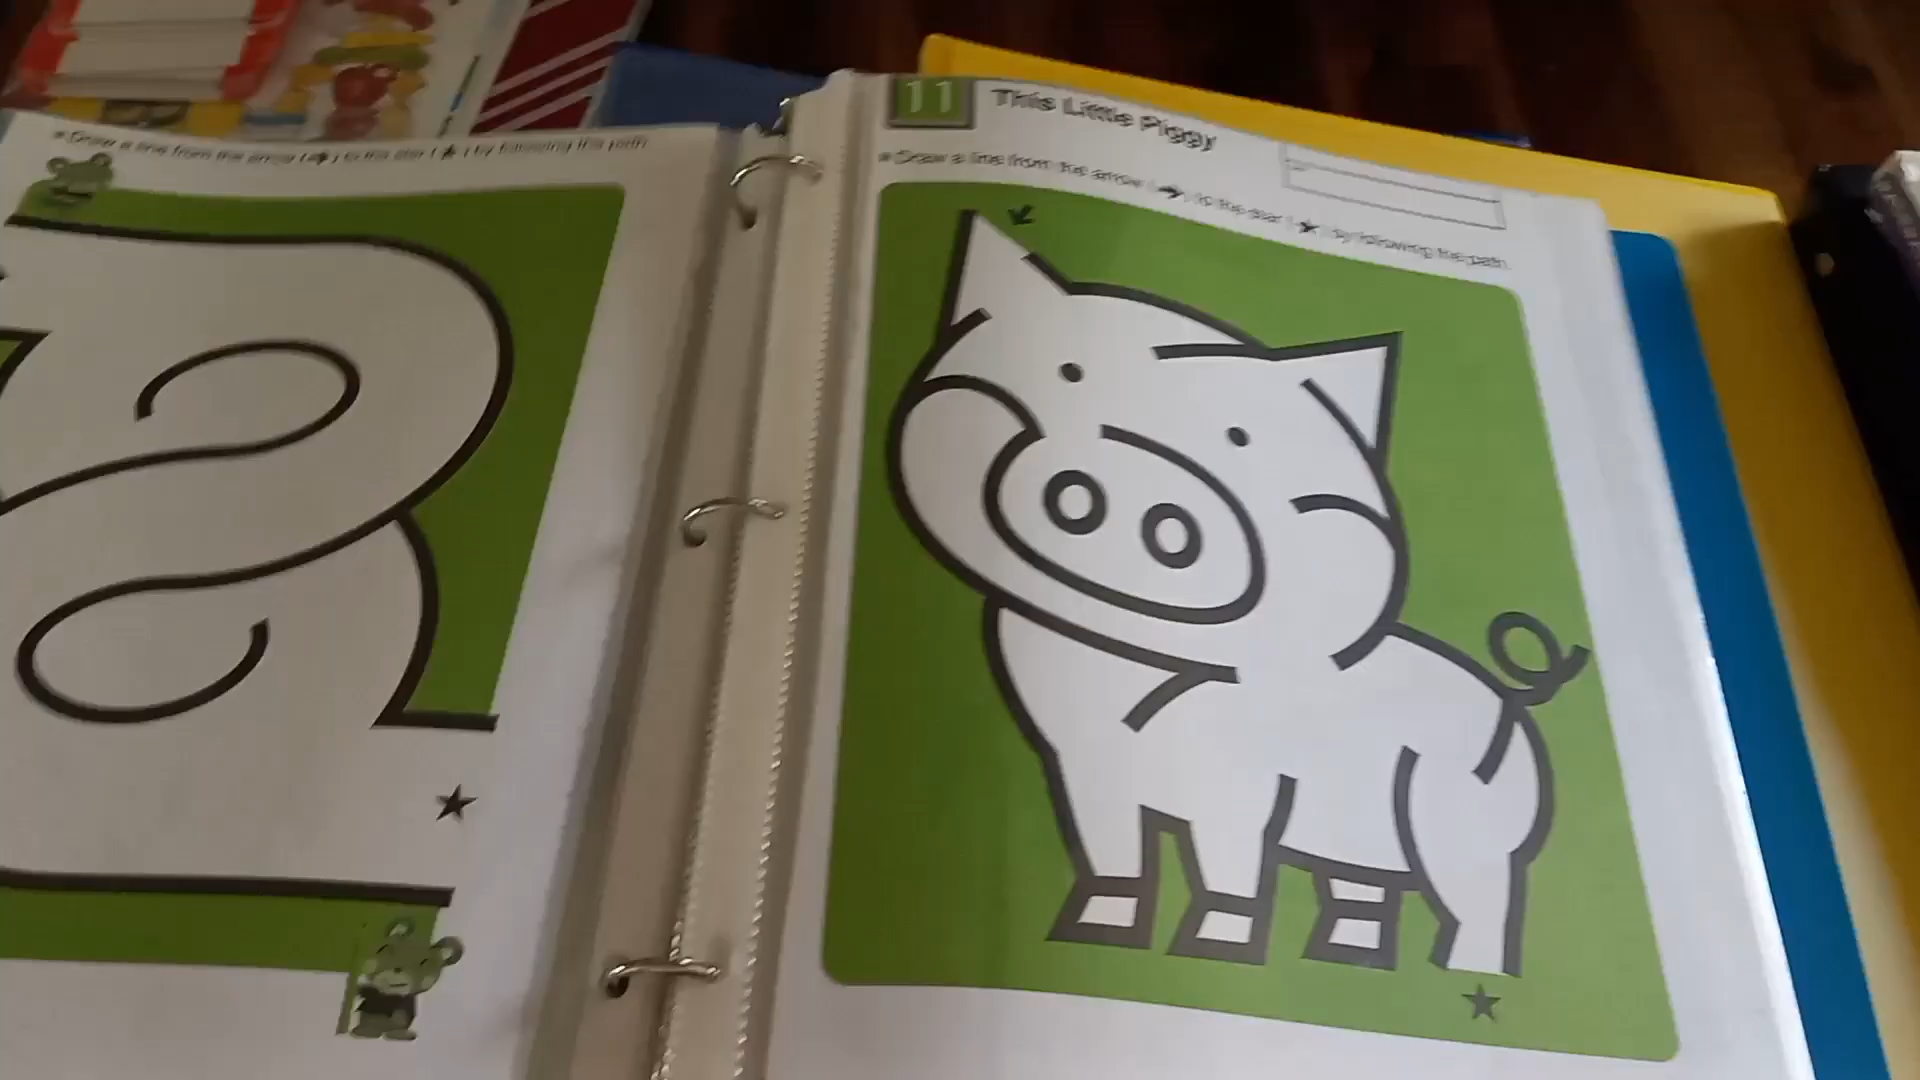 Draw a line from the arrow (➔) to the star (★) by following the path.
11
This Little Piggy
Draw a line from the arrow (➔) to the star (★) by following the path.